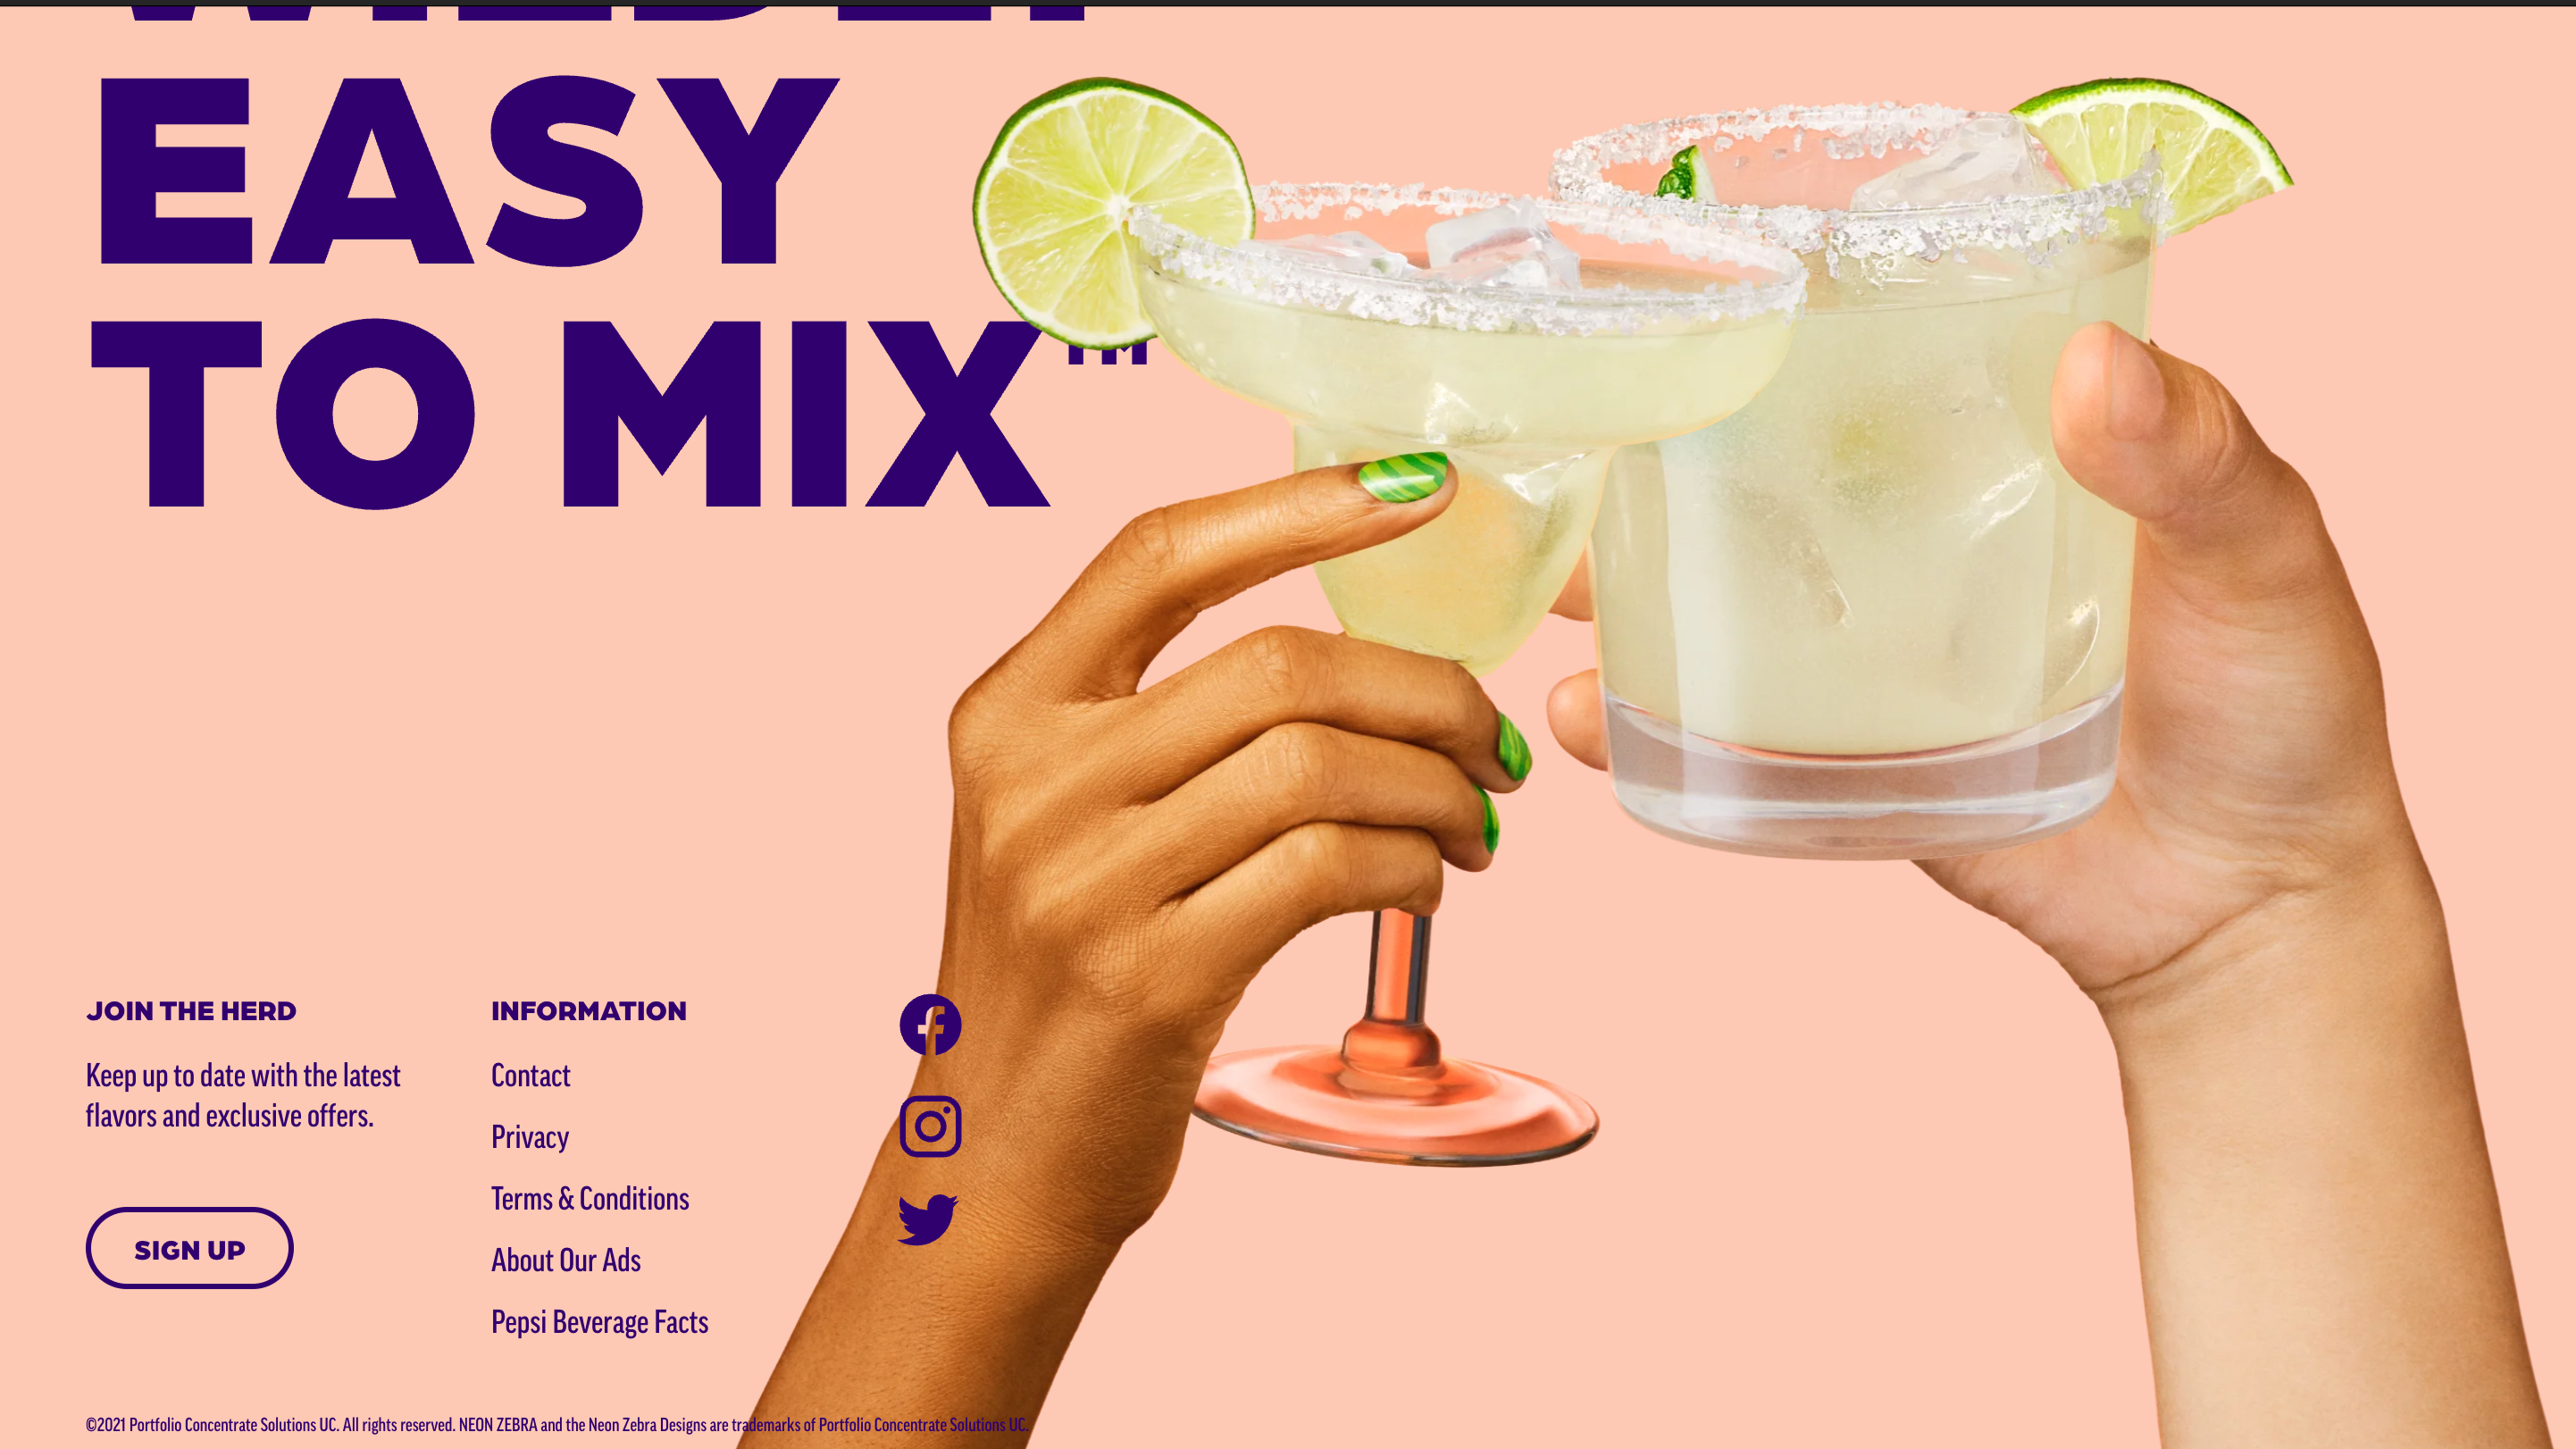 EASY
TO MIX™
JOIN THE HERD
Keep up to date with the latest
flavors and exclusive offers.
SIGN UP
INFORMATION
Contact
Privacy
Terms & Conditions
About Our Ads
Pepsi Beverage Facts
©2021 Portfolio Concentrate Solutions UC. All rights reserved. NEON ZEBRA and the Neon Zebra Designs are trademarks of Portfolio Concentrate Solutions UC.